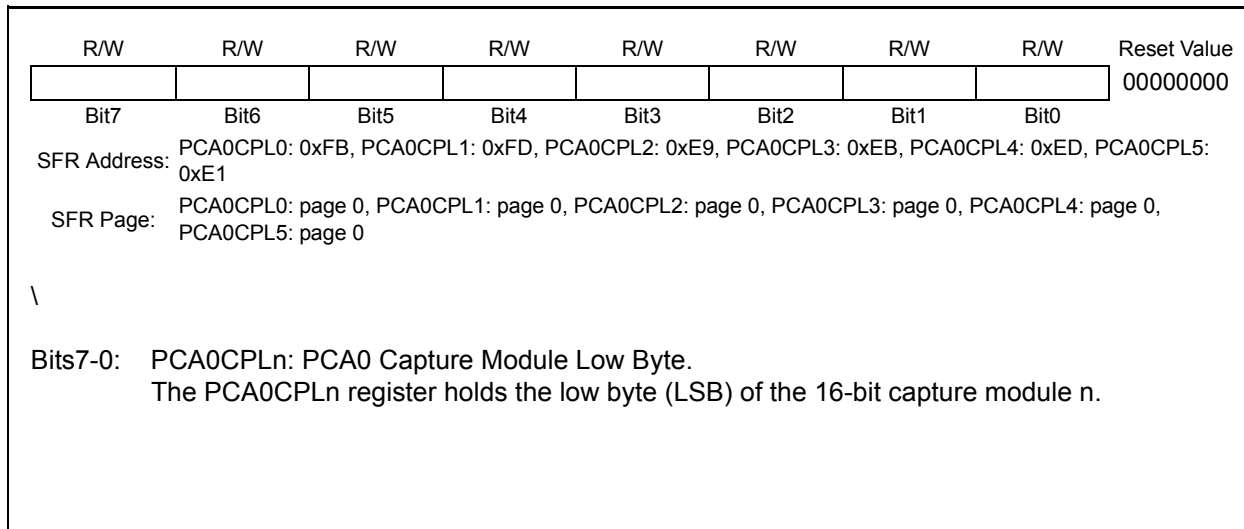 R/W R/W R/W R/W R/W R/W R/W R/W Reset Value
00000000
Bit7 Bit6 Bit5 Bit4 Bit3 Bit2 Bit1 Bit0
SFR Address: PCA0CPL0: 0xFB, PCA0CPL1: 0xFD, PCA0CPL2: 0xE9, PCA0CPL3: 0xEB, PCA0CPL4: 0xED, PCA0CPL5:
0xE1
SFR Page: PCA0CPL0: page 0, PCA0CPL1: page 0, PCA0CPL2: page 0, PCA0CPL3: page 0, PCA0CPL4: page 0,
PCA0CPL5: page 0
\
Bits7-0: PCA0CPLn: PCA0 Capture Module Low Byte.
The PCA0CPLn register holds the low byte (LSB) of the 16-bit capture module n.